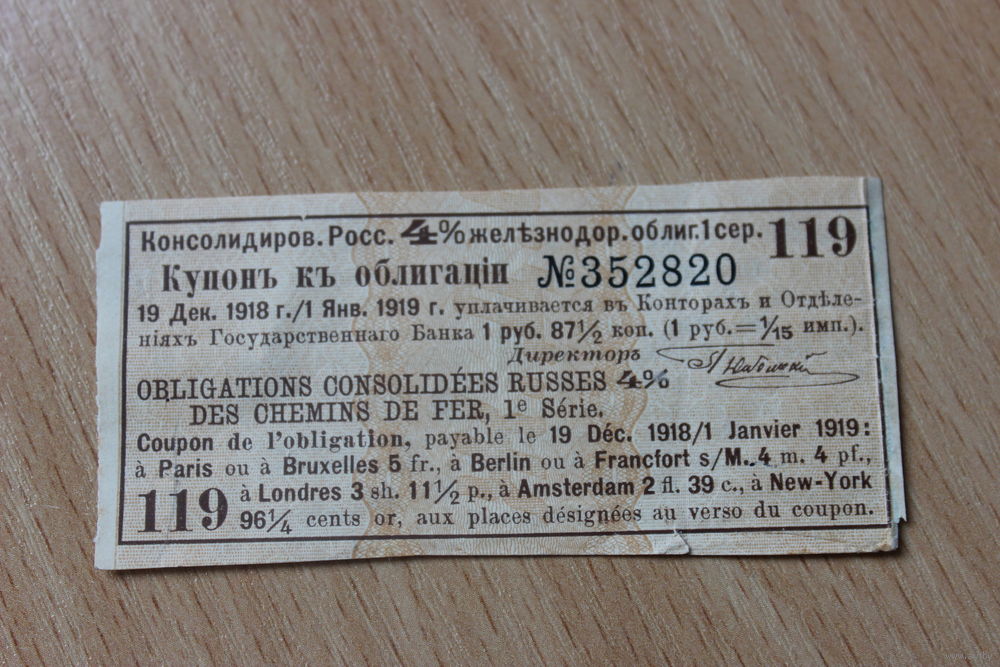 Консолидиров. Росс. 4% желѣзнодор. облиг. 1 сер. 119
Купонъ къ облигаціи №352820
19 Дек. 1918 г./1 Янв. 1919 г. уплачивается въ Конторахъ и Отдѣле-
ніяхъ Государственнаго Банка 1 руб. 87½ коп. (1 руб.=1/15 имп.).
Директоръ
OBLIGATIONS CONSOLIDÉES RUSSES 4%
DES CHEMINS DE FER, 1e Série.
Coupon de l'obligation, payable le 19 Déc. 1918/1 Janvier 1919:
à Paris ou à Bruxelles 5 fr., à Berlin ou à Francfort s/M. 4 m. 4 pf.,
119 à Londres 3 sh. 11½ p., à Amsterdam 2 fl. 39 c., à New-York
96¼ cents or, aux places désignées au verso du coupon.